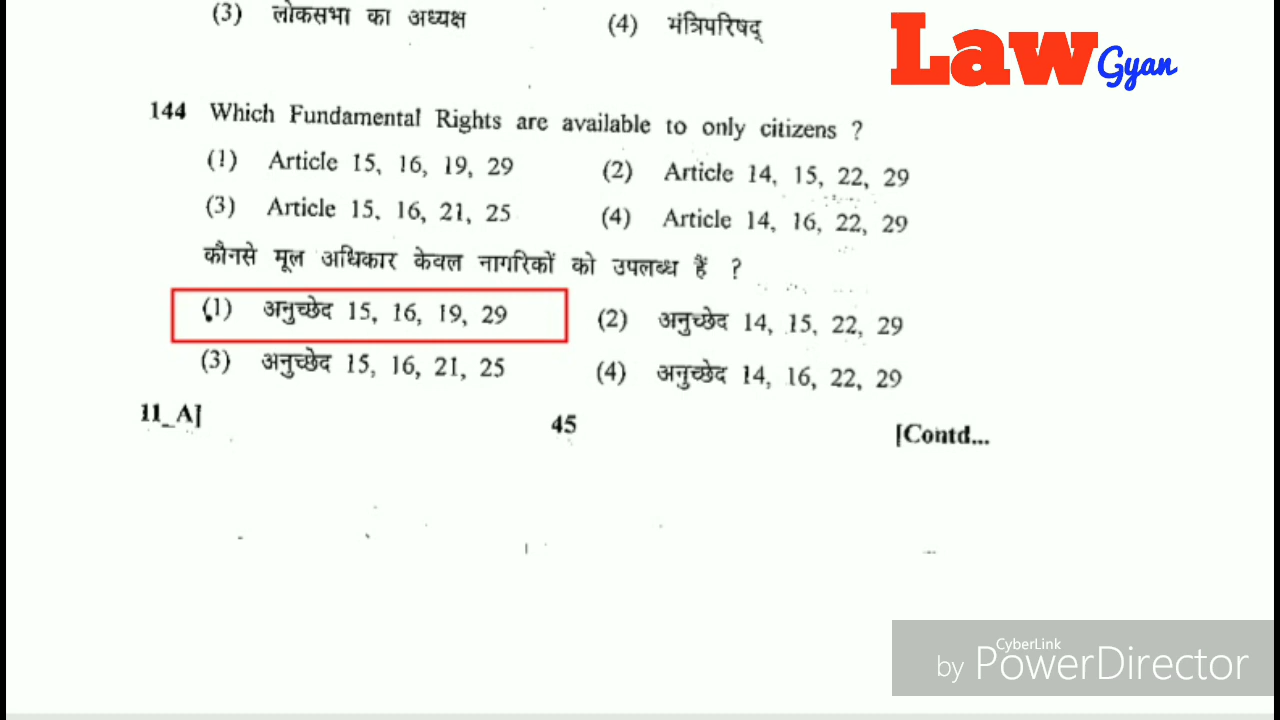 (3) लोकसभा का अध्यक्ष (4) मंत्रिपरिषद्
Law Gyan
144 Which Fundamental Rights are available to only citizens ?
(1) Article 15, 16, 19, 29 (2) Article 14, 15, 22, 29
(3) Article 15, 16, 21, 25 (4) Article 14, 16, 22, 29
कौनसे मूल अधिकार केवल नागरिकों को उपलब्ध हैं ?
(1) अनुच्छेद 15, 16, 19, 29 (2) अनुच्छेद 14, 15, 22, 29
(3) अनुच्छेद 15, 16, 21, 25 (4) अनुच्छेद 14, 16, 22, 29
11_A] 45 [Contd...
CyberLink
by PowerDirector